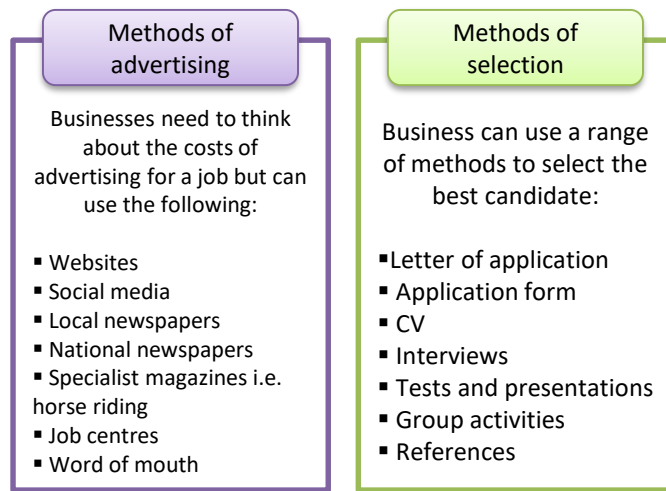 Methods of
advertising
Businesses need to think
about the costs of
advertising for a job but can
use the following:
▪ Websites
▪ Social media
▪ Local newspapers
▪ National newspapers
▪ Specialist magazines i.e.
horse riding
▪ Job centres
▪ Word of mouth
Methods of
selection
Business can use a range
of methods to select the
best candidate:
▪Letter of application
▪ Application form
▪ CV
▪ Interviews
▪ Tests and presentations
▪ Group activities
▪ References